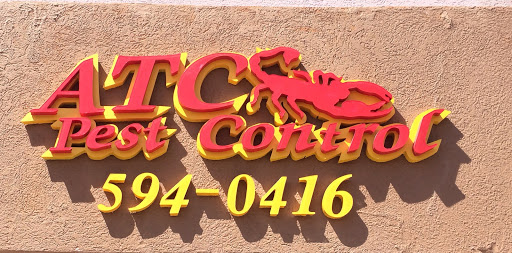 ATC
Pest Control
594-0416